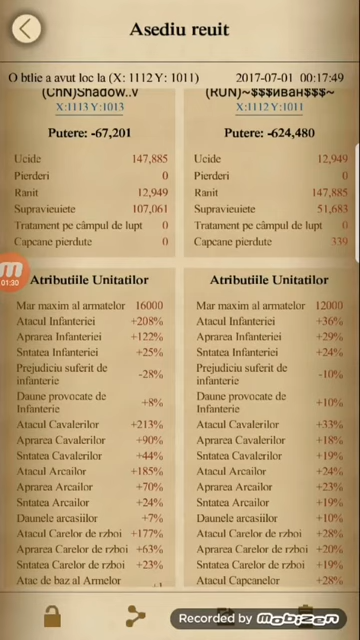 Asediu reuit
O btlie a avut loc la (X: 1112 Y: 1011) 2017-07-01 00:17:49
(ChN)Shadow..V
X:1113 Y:1013
Putere: -67,201
Ucide 147,885
Pierderi 0
Ranit 12,949
Supravieuiete 107,061
Tratament pe câmpul de lupt 0
Capcane pierdute 0
(RUN)~$$$иван$$$~
X:1112 Y:1011
Putere: -624,480
Ucide 12,949
Pierderi 0
Ranit 147,885
Supravieuiete 51,683
Tratament pe câmpul de lupt 0
Capcane pierdute 339
01:30
Atributiile Unitatilor
Mar maxim al armatelor 16000
Atacul Infanteriei +208%
Aprarea Infanteriei +122%
Sntatea Infanteriei +25%
Prejudiciu suferit de
infanterie -28%
Daune provocate de
Infanterie +8%
Atacul Cavalerilor +213%
Aprarea Cavalerilor +90%
Sntatea Cavalerilor +44%
Atacul Arcailor +185%
Aprarea Arcailor +70%
Sntatea Arcailor +24%
Daunele arcasiilor +7%
Atacul Carelor de rzboi +177%
Aprarea Carelor de rzboi +63%
Sntatea Carelor de rzboi +23%
Atac de baz al Armelor
Atributiile Unitatilor
Mar maxim al armatelor 12000
Atacul Infanteriei +36%
Aprarea Infanteriei +29%
Sntatea Infanteriei +24%
Prejudiciu suferit de
infanterie -10%
Daune provocate de
Infanterie +10%
Atacul Cavalerilor +33%
Aprarea Cavalerilor +18%
Sntatea Cavalerilor +19%
Atacul Arcailor +24%
Aprarea Arcailor +23%
Sntatea Arcailor +19%
Daunele arcasiilor +10%
Atacul Carelor de rzboi +28%
Aprarea Carelor de rzboi +20%
Sntatea Carelor de rzboi +19%
Atacul Capcanelor +28%
Recorded by Mobizen